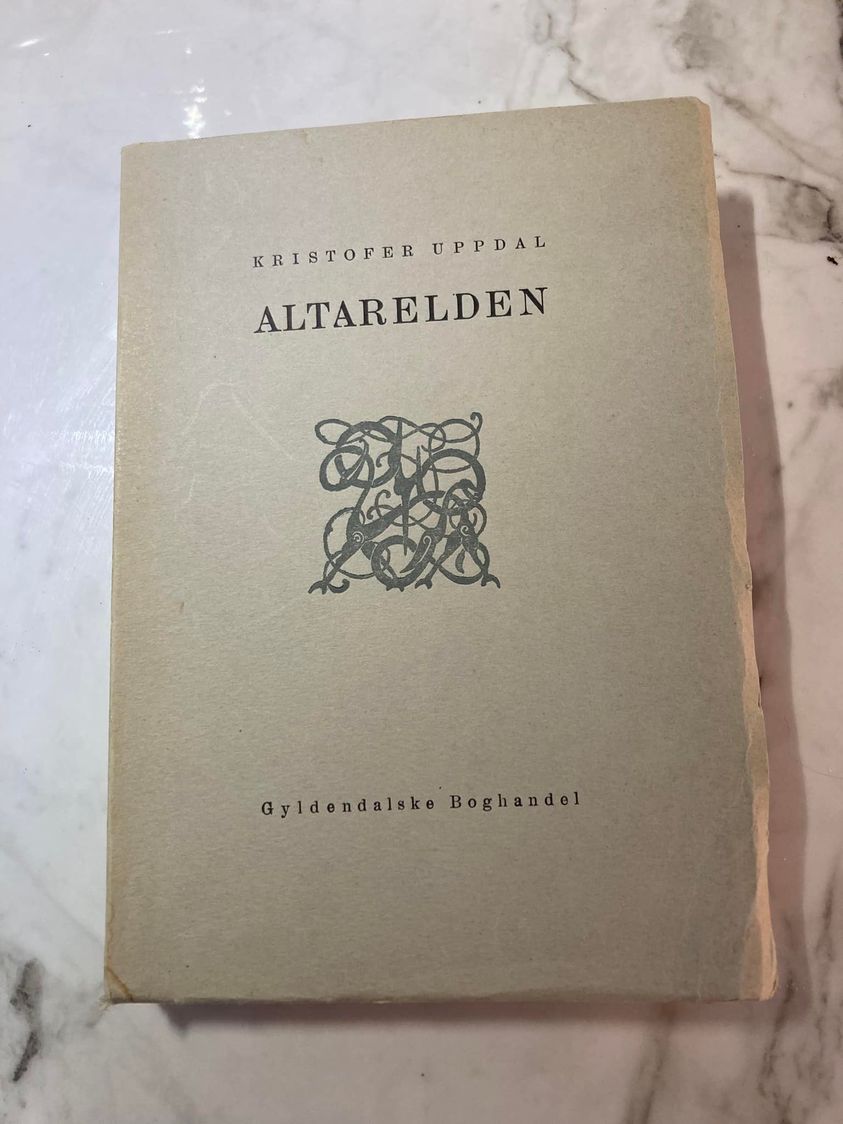 KRISTOFER UPPDAL
ALTARELDEN
Gyldendalske Boghandel